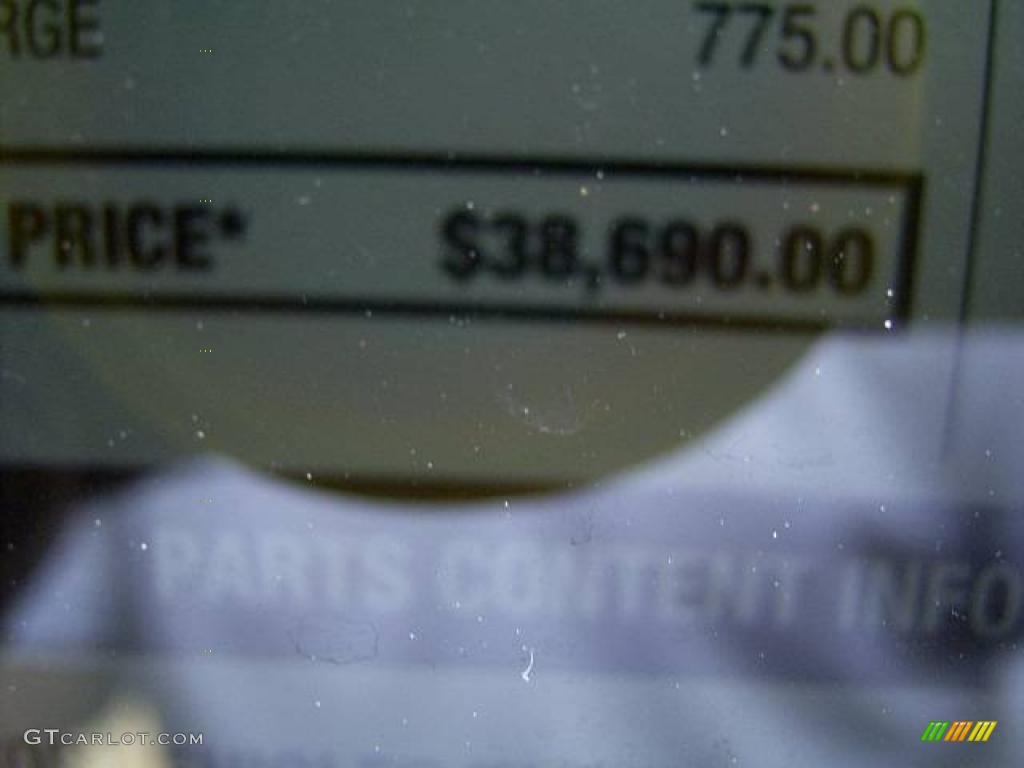 RGE 775.00
PRICE* $38,690.00
PARTS CONTENT INFO
GTCARLOT.COM